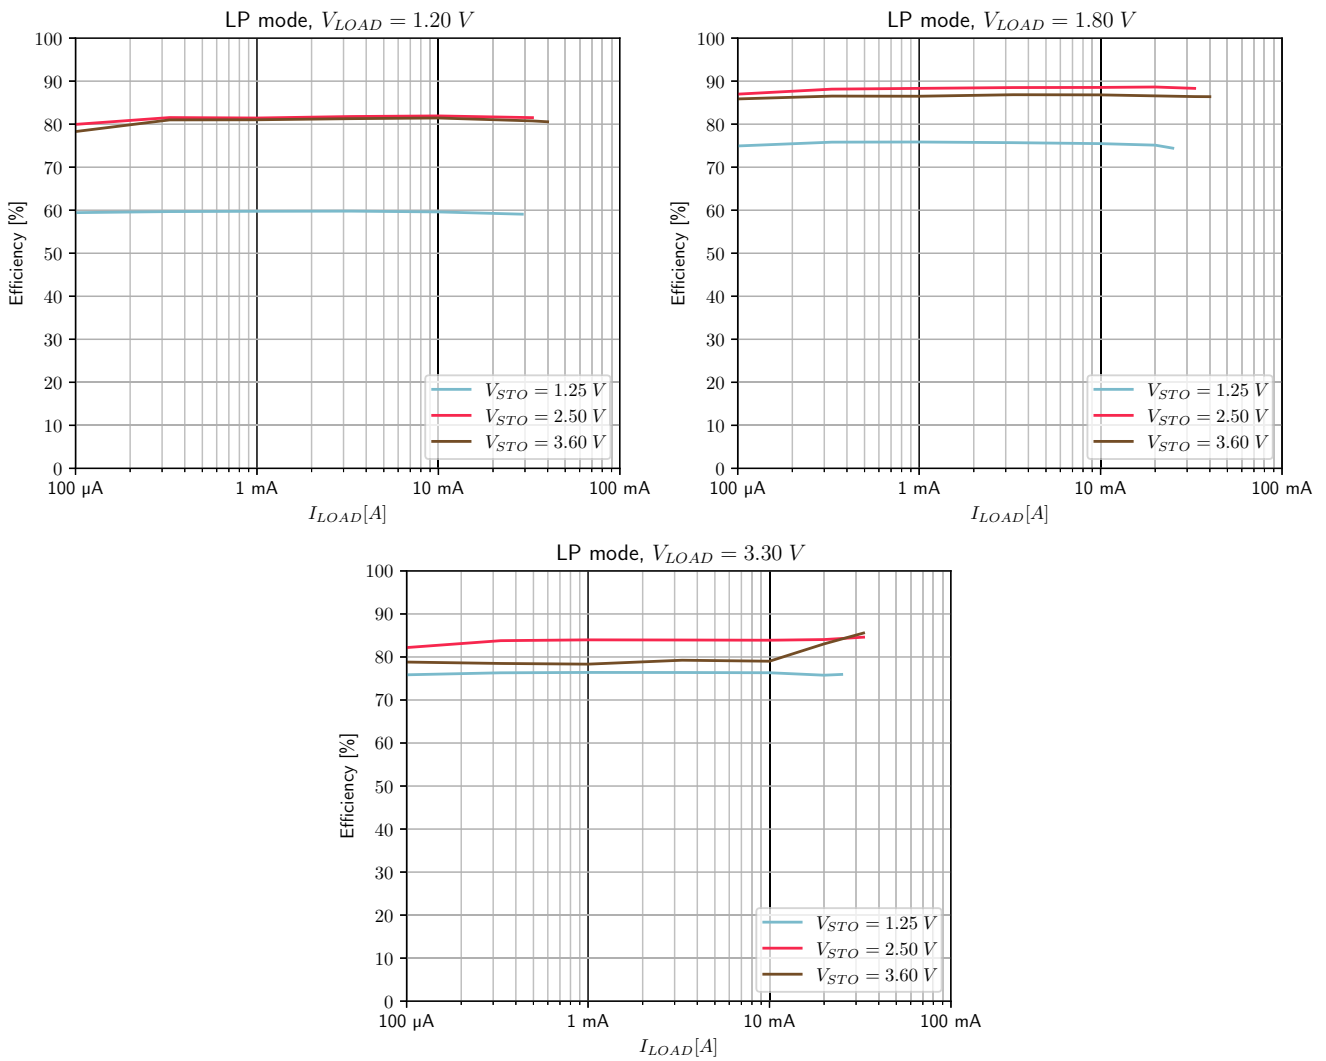 LP mode, V_LOAD = 1.20 V
100
90
80
70
60
50
40
30
20
10
0
Efficiency [%]
V_STO = 1.25 V
V_STO = 2.50 V
V_STO = 3.60 V
100 µA 1 mA 10 mA 100 mA
I_LOAD[A]
LP mode, V_LOAD = 1.80 V
100
90
80
70
60
50
40
30
20
10
0
Efficiency [%]
V_STO = 1.25 V
V_STO = 2.50 V
V_STO = 3.60 V
100 µA 1 mA 10 mA 100 mA
I_LOAD[A]
LP mode, V_LOAD = 3.30 V
100
90
80
70
60
50
40
30
20
10
0
Efficiency [%]
V_STO = 1.25 V
V_STO = 2.50 V
V_STO = 3.60 V
100 µA 1 mA 10 mA 100 mA
I_LOAD[A]